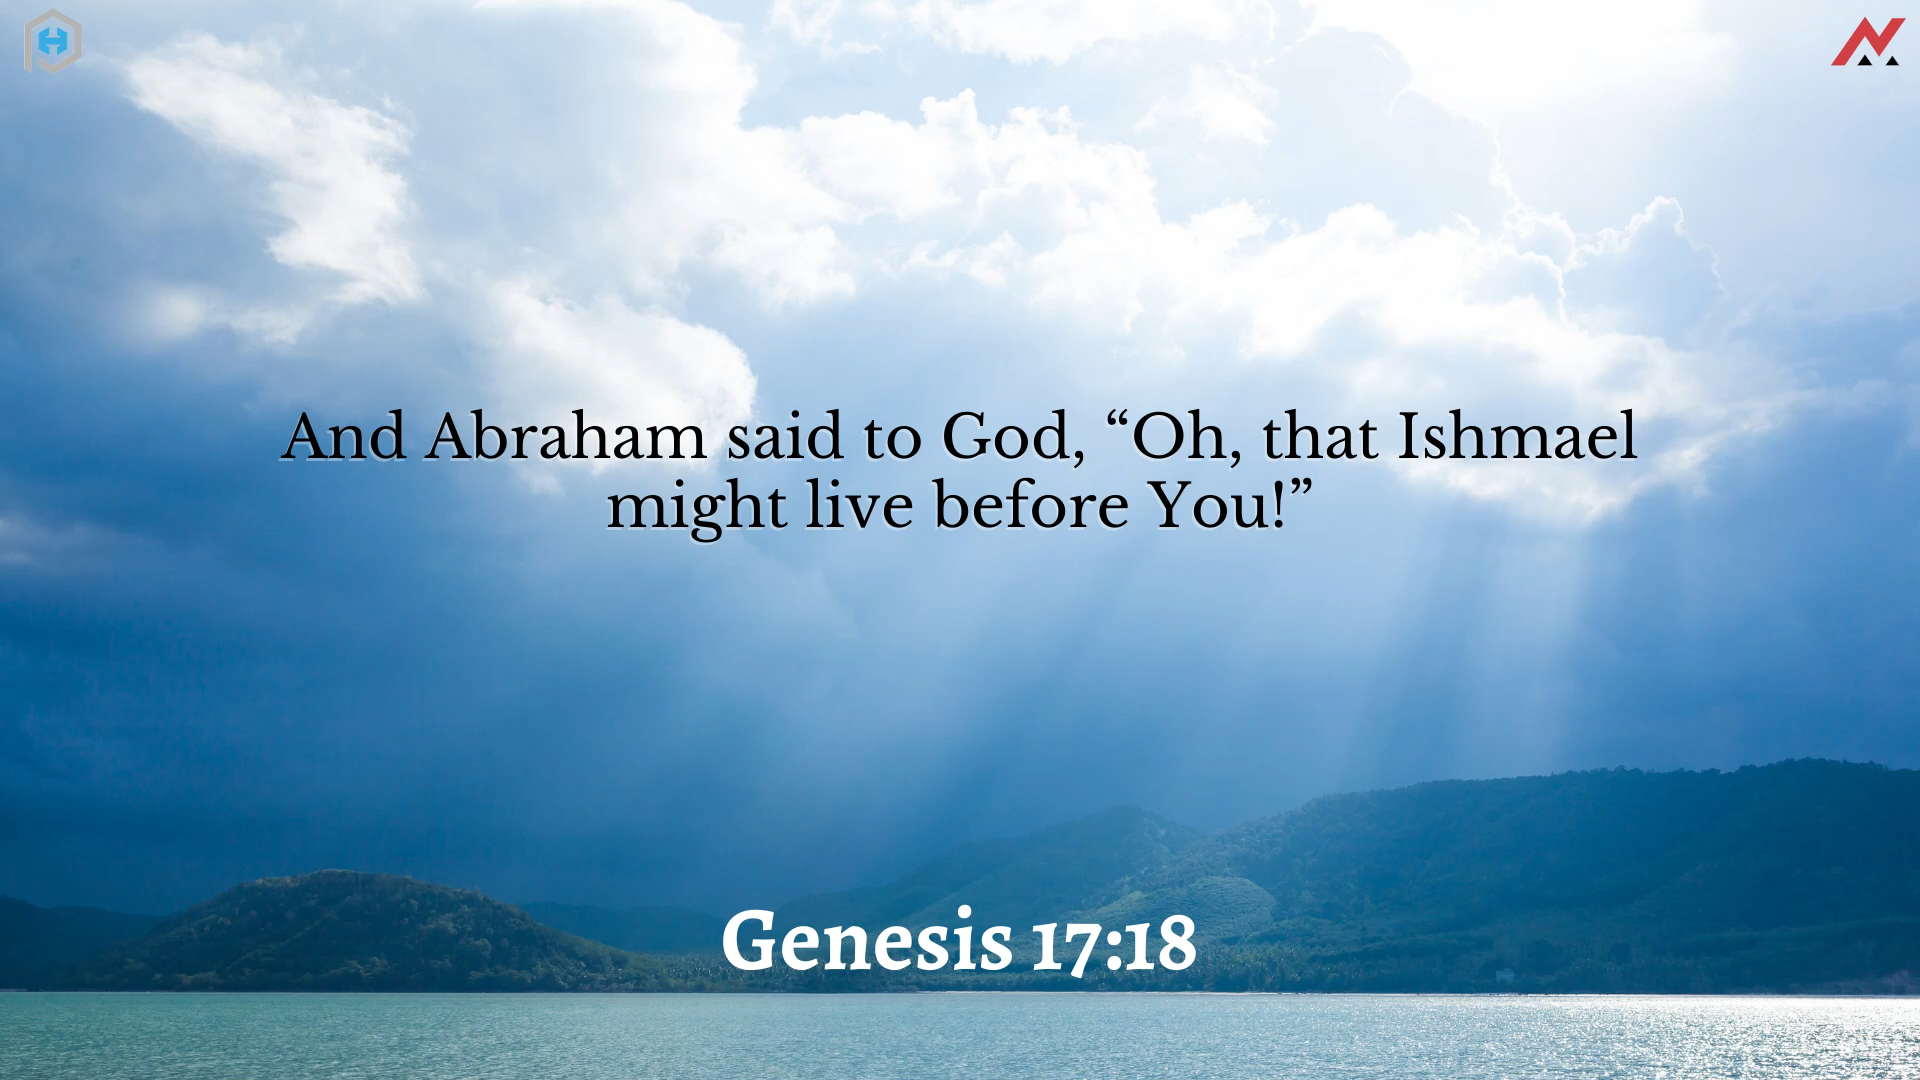 And Abraham said to God, “Oh, that Ishmael
might live before You!”
Genesis 17:18